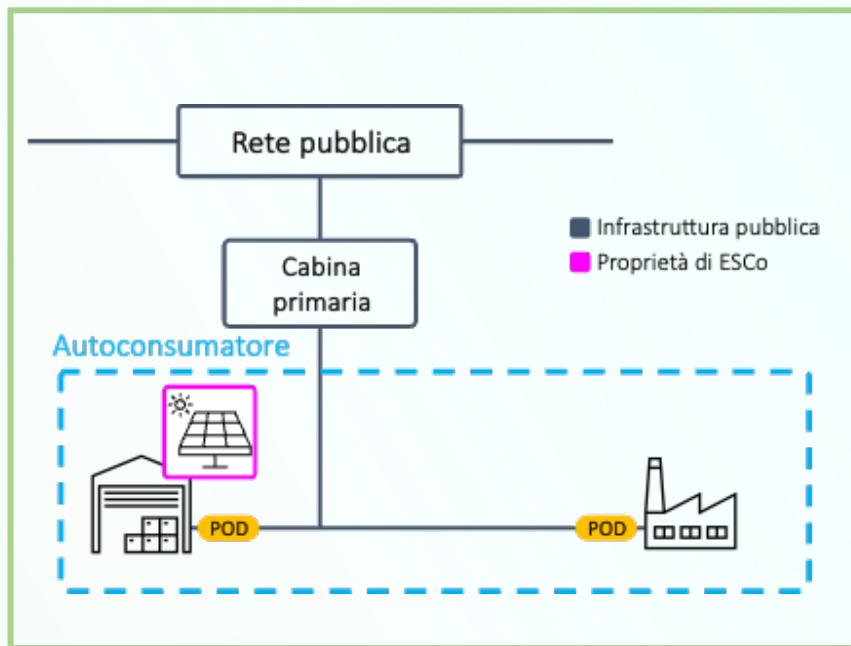 Rete pubblica
Infrastruttura pubblica
Cabina
primaria
Proprietà di ESCo
Autoconsumatore
POD
POD